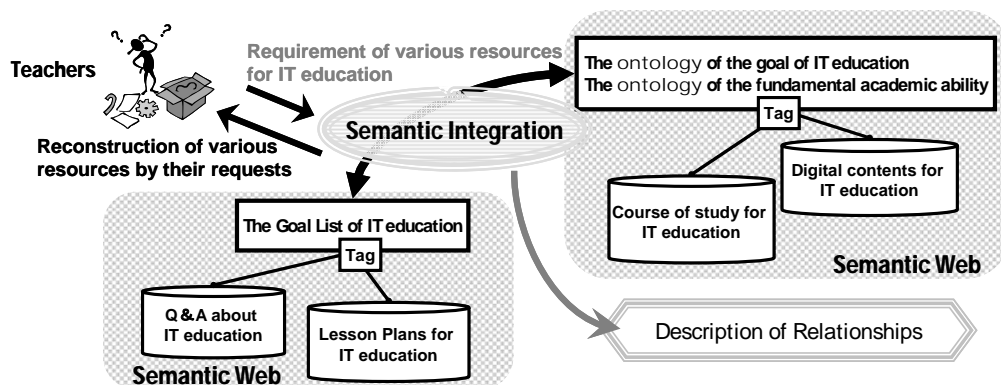 ? ?
Teachers
Requirement of various resources
for IT education
Reconstruction of various
resources by their requests
Semantic Integration
The ontology of the goal of IT education
The ontology of the fundamental academic ability
Tag
Course of study for
IT education
Digital contents for
IT education
Semantic Web
The Goal List of IT education
Tag
Q & A about
IT education
Lesson Plans for
IT education
Semantic Web
Description of Relationships